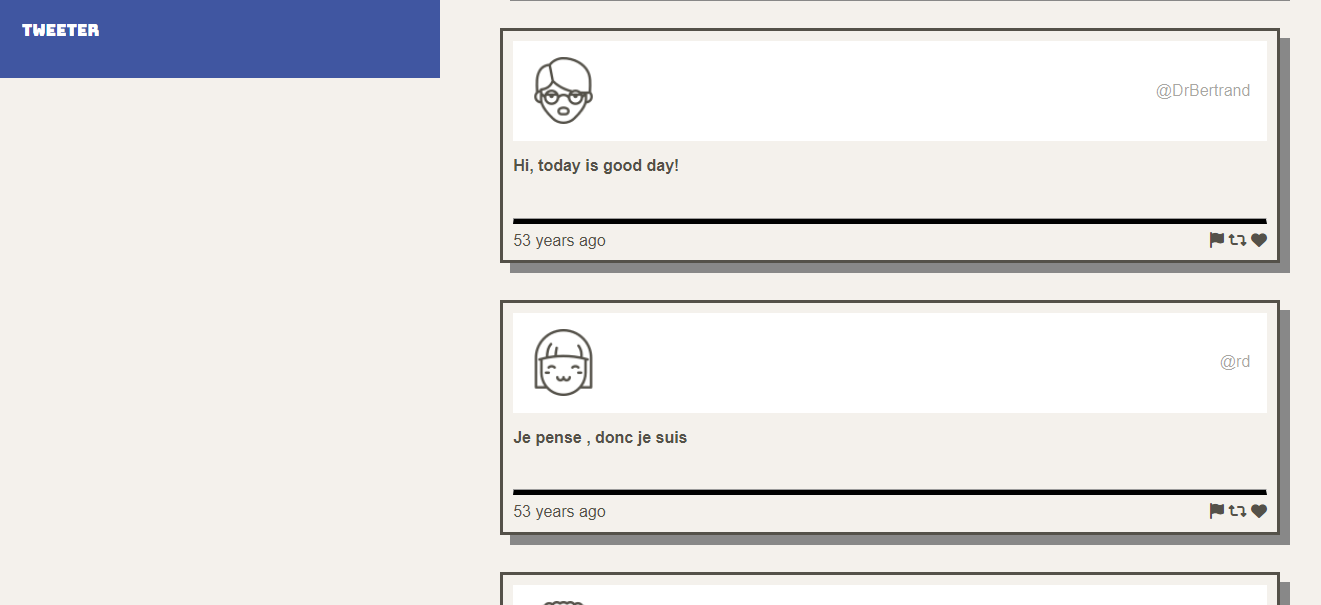 TWEETER
@DrBertrand
Hi, today is good day!
53 years ago
@rd
Je pense , donc je suis
53 years ago